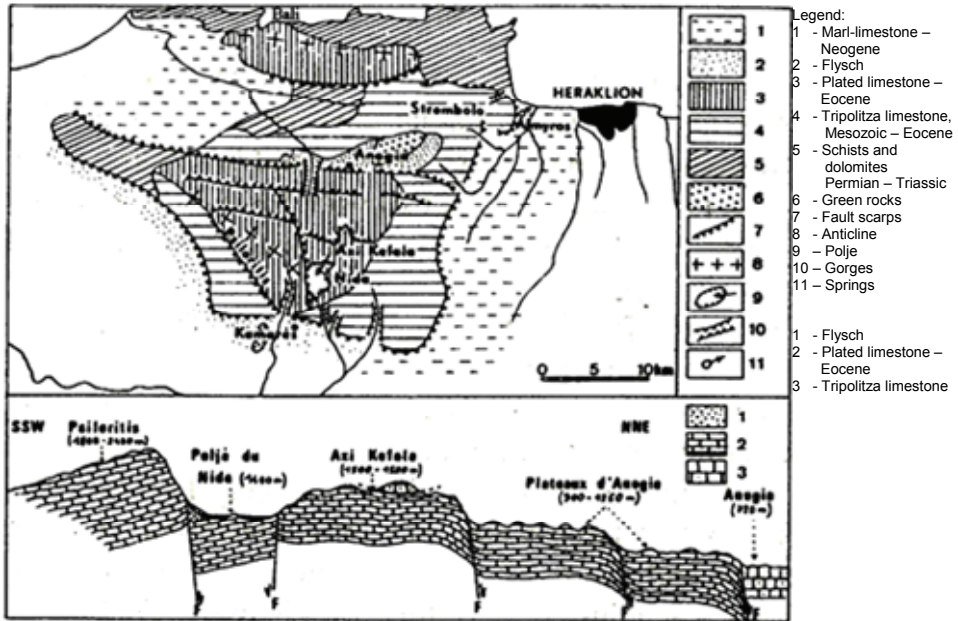 Bali
HERAKLION
Strombolo
Anogia
Axi Kefala
Nida
Kamares
0 5 10km
1
2
3
4
5
6
7
8
9
10
11
Legend:
1 - Marl-limestone –
Neogene
2 - Flysch
3 - Plated limestone –
Eocene
4 - Tripolitza limestone,
Mesozoic – Eocene
5 - Schists and
dolomites
Permian – Triassic
6 - Green rocks
7 - Fault scarps
8 - Anticline
9 – Polje
10 – Gorges
11 – Springs
1 - Flysch
2 - Plated limestone –
Eocene
3 - Tripolitza limestone
SSW Psiloritis
Poljé du
Nida (1400m)
Axi Kefala
NNE
Plateaux d'Anogia
Anogia
1
2
3
F
F
F
F
F